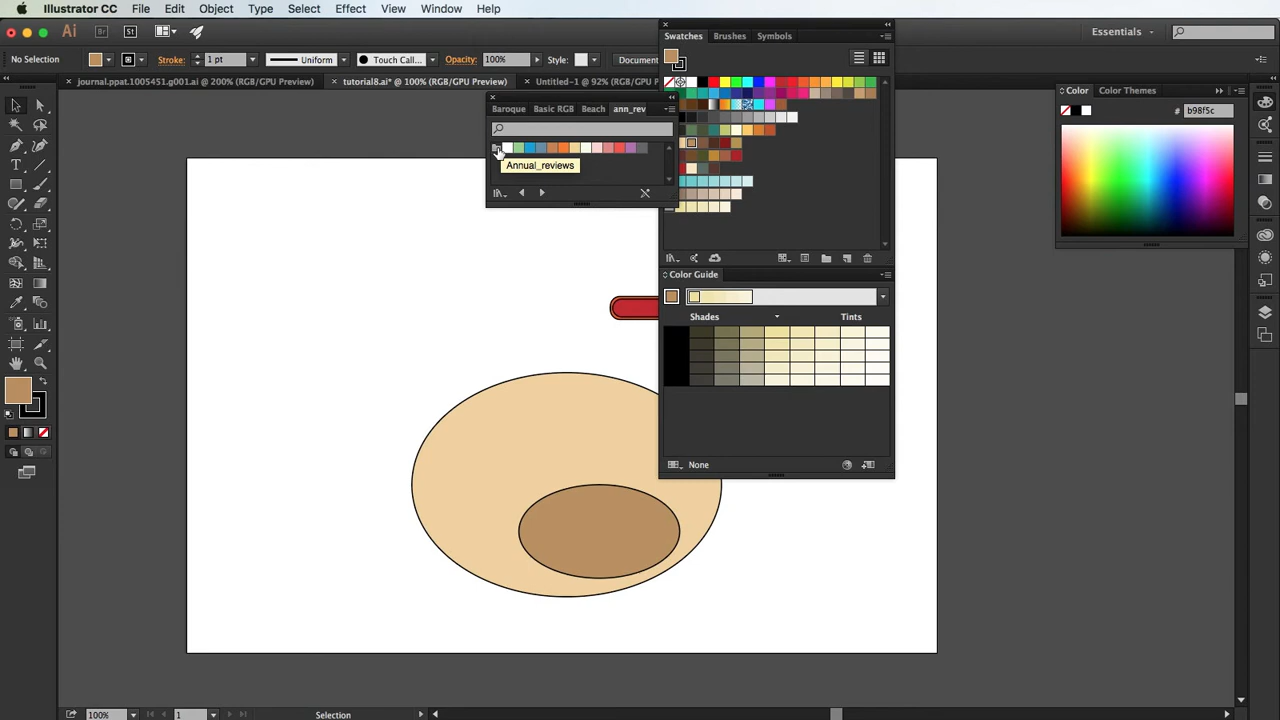 Illustrator CC File Edit Object Type Select Effect View Window Help
Ai Br St Essentials
No Selection Stroke: 1 pt Uniform Touch Call... Opacity: 100% Style: Document
Swatches Brushes Symbols
× journal.ppat.1005451.g001.ai @ 200% (RGB/GPU Preview) × tutorial8.ai* @ 100% (RGB/GPU Preview) × Untitled-1 @ 92% (RGB/GPU P
Color Color Themes
Baroque Basic RGB Beach ann_rev
# b98f5c
Annual_reviews
Color Guide
Shades Tints
None
100% 1 Selection